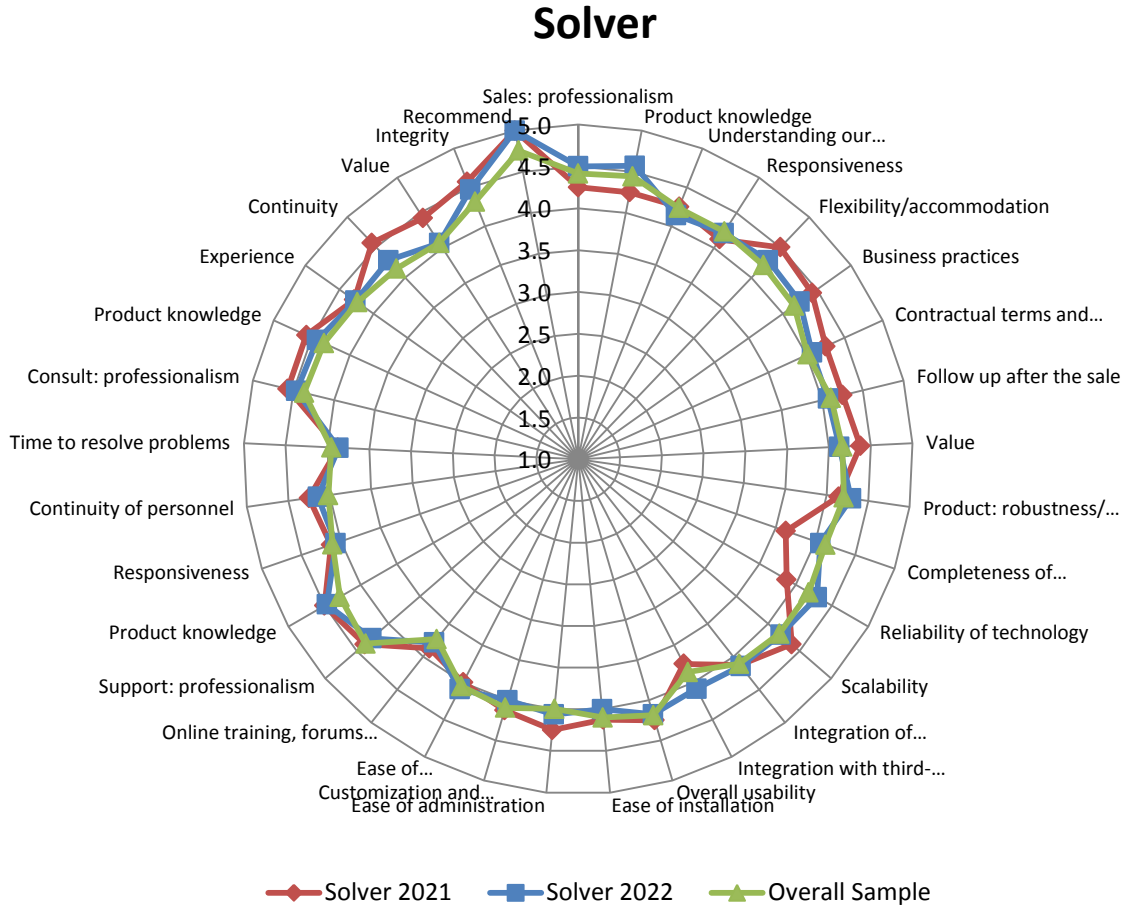 Solver
Sales: professionalism
Product knowledge
Understanding our…
Responsiveness
Flexibility/accommodation
Business practices
Contractual terms and…
Follow up after the sale
Value
Product: robustness/…
Completeness of…
Reliability of technology
Scalability
Integration of…
Integration with third-…
Overall usability
Ease of installation
Ease of administration
Customization and…
Ease of…
Online training, forums…
Support: professionalism
Product knowledge
Responsiveness
Continuity of personnel
Time to resolve problems
Consult: professionalism
Product knowledge
Experience
Continuity
Value
Integrity
Recommend
5.0
4.5
4.0
3.5
3.0
2.5
2.0
1.5
1.0
Solver 2021
Solver 2022
Overall Sample